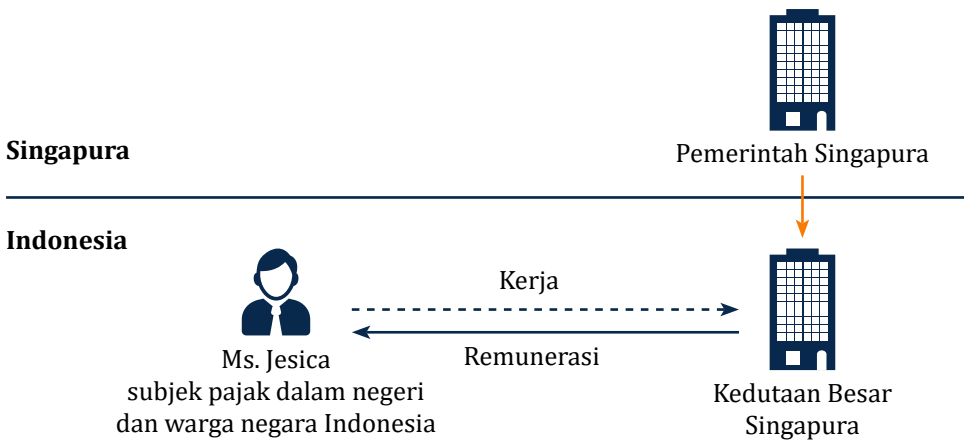 Singapura
Pemerintah Singapura
Indonesia
Kerja
Remunerasi
Ms. Jesica
subjek pajak dalam negeri
dan warga negara Indonesia
Kedutaan Besar
Singapura